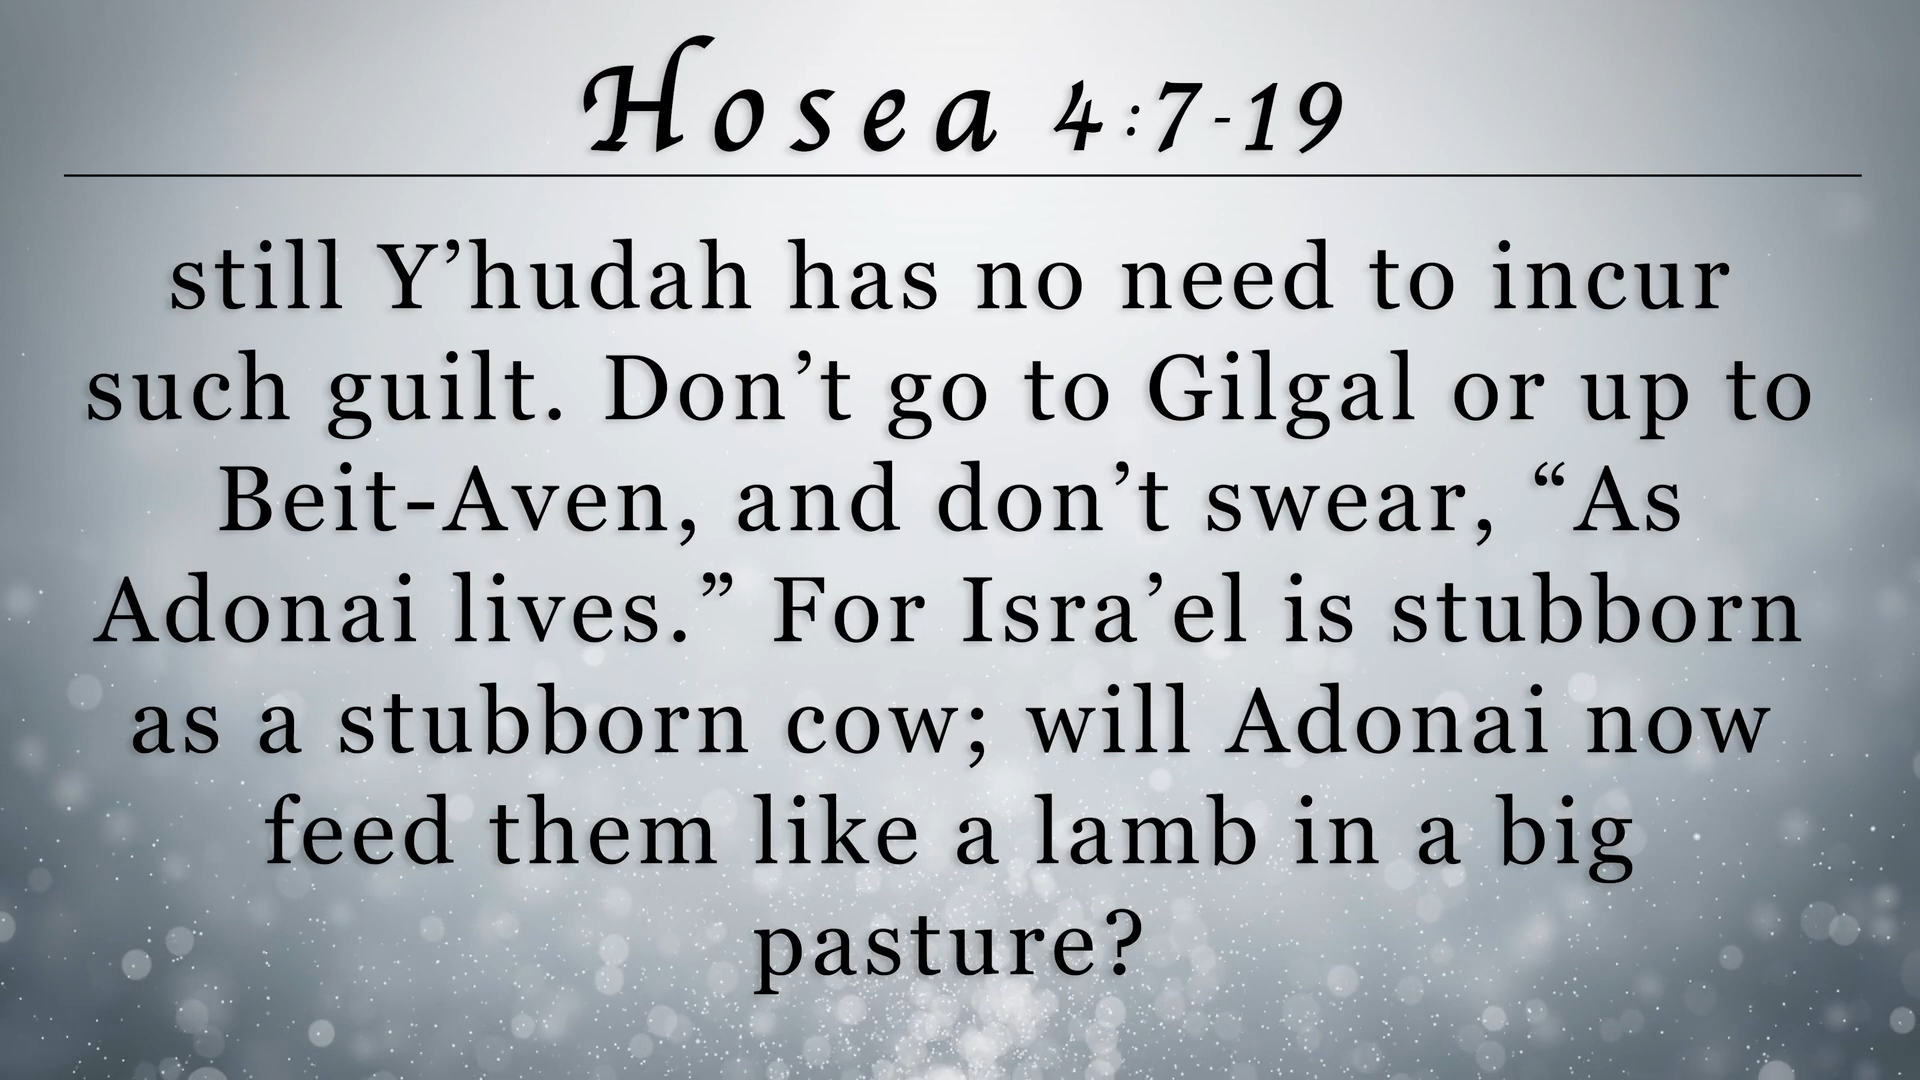 Hosea 4:7-19
still Y’hudah has no need to incur
such guilt. Don’t go to Gilgal or up to
Beit-Aven, and don’t swear, “As
Adonai lives.” For Isra’el is stubborn
as a stubborn cow; will Adonai now
feed them like a lamb in a big
pasture?